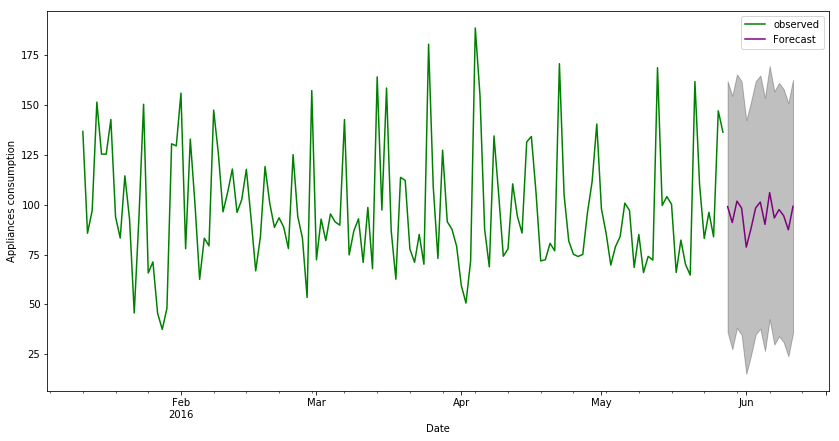 observed
Forecast
175
150
125
100
75
50
25
Appliances consumption
Feb
2016
Mar
Apr
May
Jun
Date